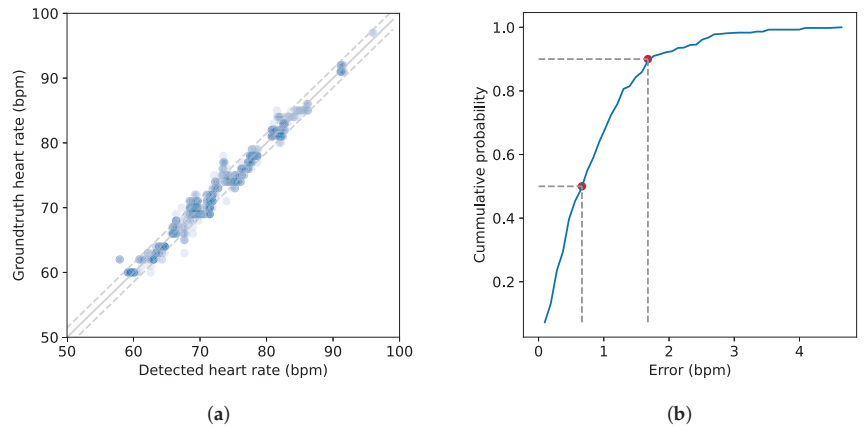 100
90
80
70
60
50
Groundtruth heart rate (bpm)
50 60 70 80 90 100
Detected heart rate (bpm)
(a)
1.0
0.8
0.6
0.4
0.2
Cummulative probability
0 1 2 3 4
Error (bpm)
(b)